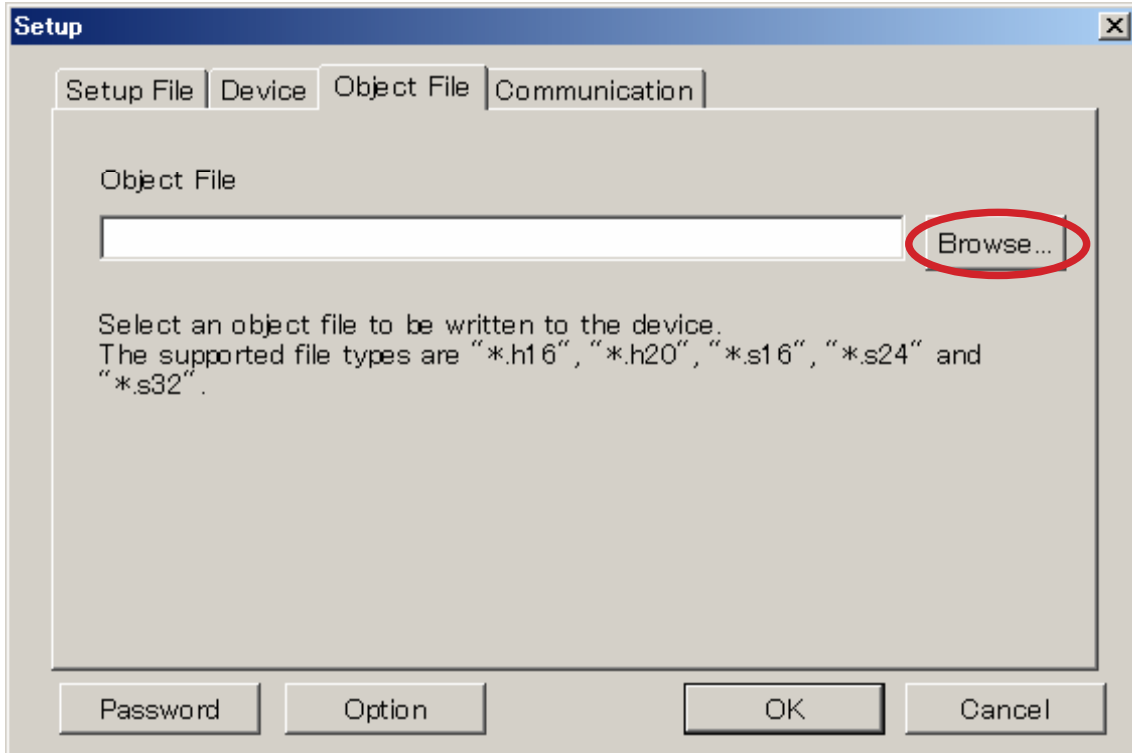 Setup
Setup File Device Object File Communication
Object File
Browse...
Select an object file to be written to the device.
The supported file types are "*.h16", "*.h20", "*.s16", "*.s24" and
"*.s32".
Password Option OK Cancel